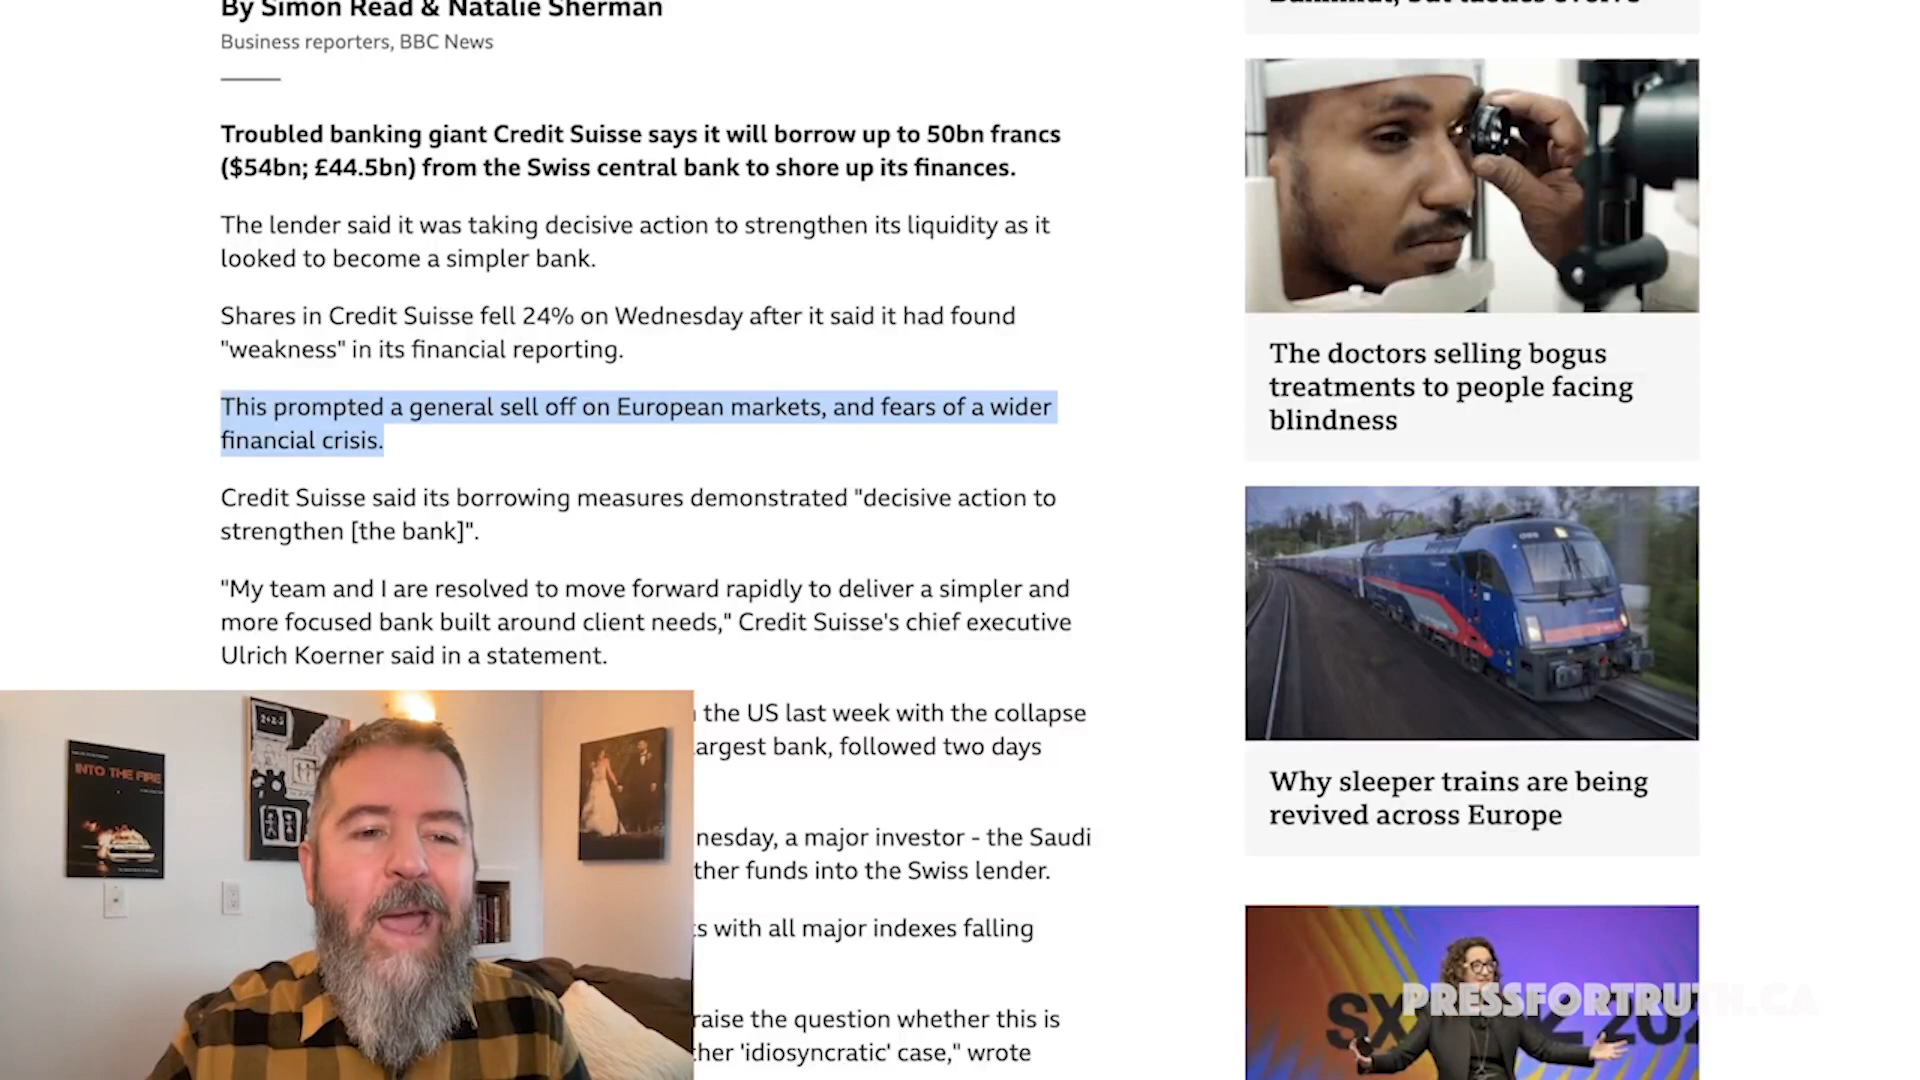 By Simon Read & Natalie Sherman
Business reporters, BBC News
Troubled banking giant Credit Suisse says it will borrow up to 50bn francs
($54bn; £44.5bn) from the Swiss central bank to shore up its finances.
The lender said it was taking decisive action to strengthen its liquidity as it
looked to become a simpler bank.
Shares in Credit Suisse fell 24% on Wednesday after it said it had found
"weakness" in its financial reporting.
This prompted a general sell off on European markets, and fears of a wider
financial crisis.
Credit Suisse said its borrowing measures demonstrated "decisive action to
strengthen [the bank]".
"My team and I are resolved to move forward rapidly to deliver a simpler and
more focused bank built around client needs," Credit Suisse's chief executive
Ulrich Koerner said in a statement.
the US last week with the collapse
largest bank, followed two days
nesday, a major investor - the Saudi
ther funds into the Swiss lender.
s with all major indexes falling
raise the question whether this is
her 'idiosyncratic' case," wrote
The doctors selling bogus
treatments to people facing
blindness
Why sleeper trains are being
revived across Europe
INTO THE FIRE
2+2=5
SX
202
PRESSFORTRUTH.CA